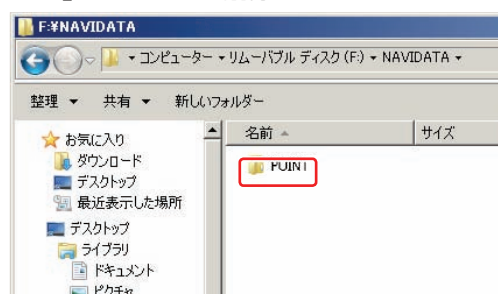 F:¥NAVIDATA
コンピューター リムーバブル ディスク (F:) NAVIDATA
整理 共有 新しいフォルダー
名前 サイズ
POINT
お気に入り
ダウンロード
デスクトップ
最近表示した場所
デスクトップ
ライブラリ
ドキュメント
ピクチャ